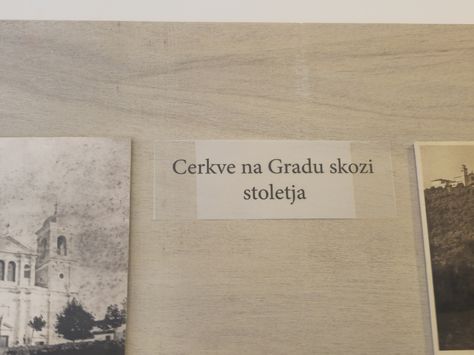 Cerkve na Gradu skozi
stoletja